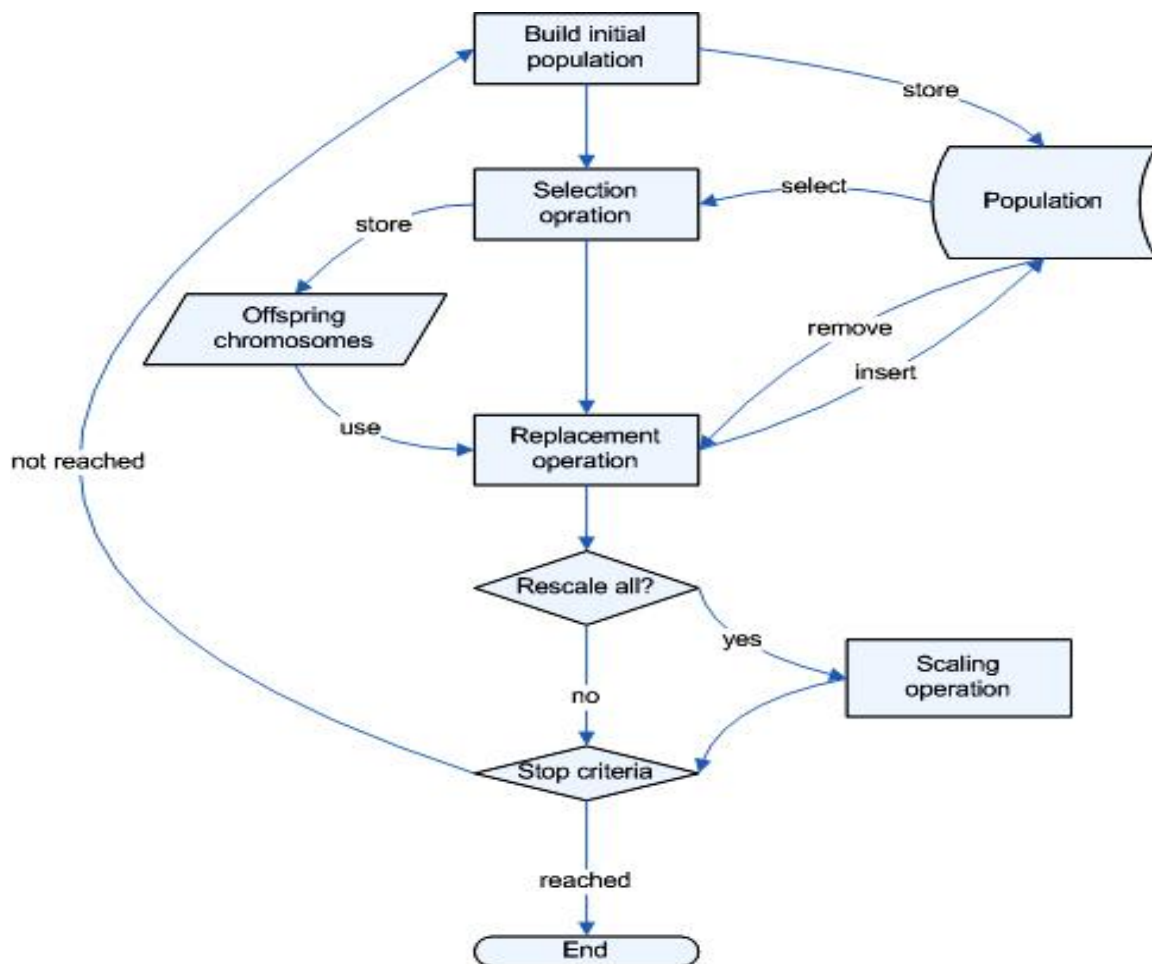 Build initial
population
store
Selection
opration
select
Population
store
Offspring
chromosomes
remove
insert
use
Replacement
operation
not reached
Rescale all?
yes
Scaling
operation
no
Stop criteria
reached
End